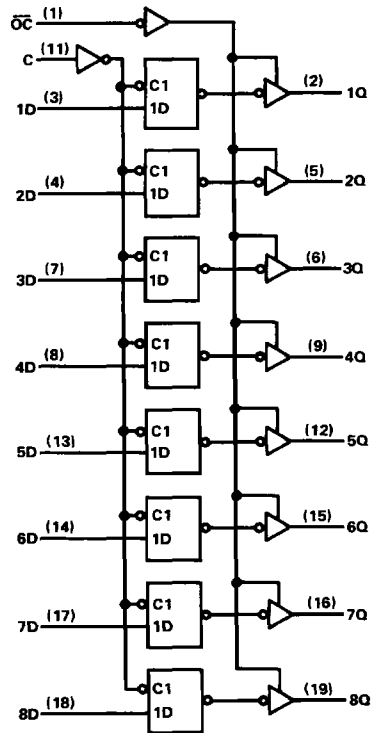 OC (1)
C (11)
C1 (2) 1Q
1D (3) 1D
C1 (5) 2Q
2D (4) 1D
C1 (6) 3Q
3D (7) 1D
C1 (9) 4Q
4D (8) 1D
C1 (12) 5Q
5D (13) 1D
C1 (15) 6Q
6D (14) 1D
C1 (16) 7Q
7D (17) 1D
C1 (19) 8Q
8D (18) 1D